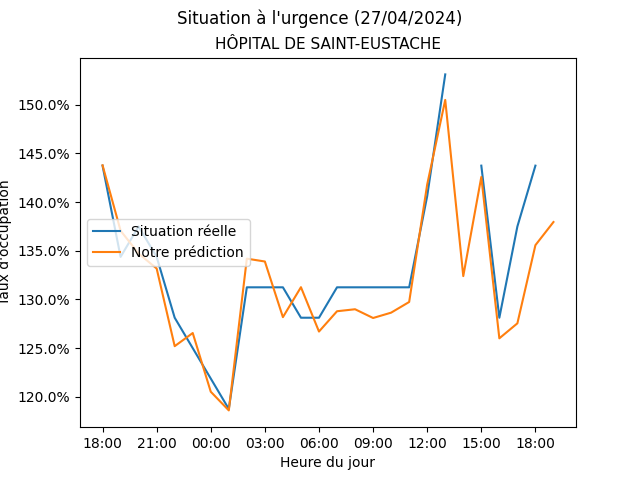 Situation à l'urgence (27/04/2024)
HÔPITAL DE SAINT-EUSTACHE
150.0%
145.0%
140.0%
135.0%
130.0%
125.0%
120.0%
Taux d'occupation
Situation réelle
Notre prédiction
18:00 21:00 00:00 03:00 06:00 09:00 12:00 15:00 18:00
Heure du jour